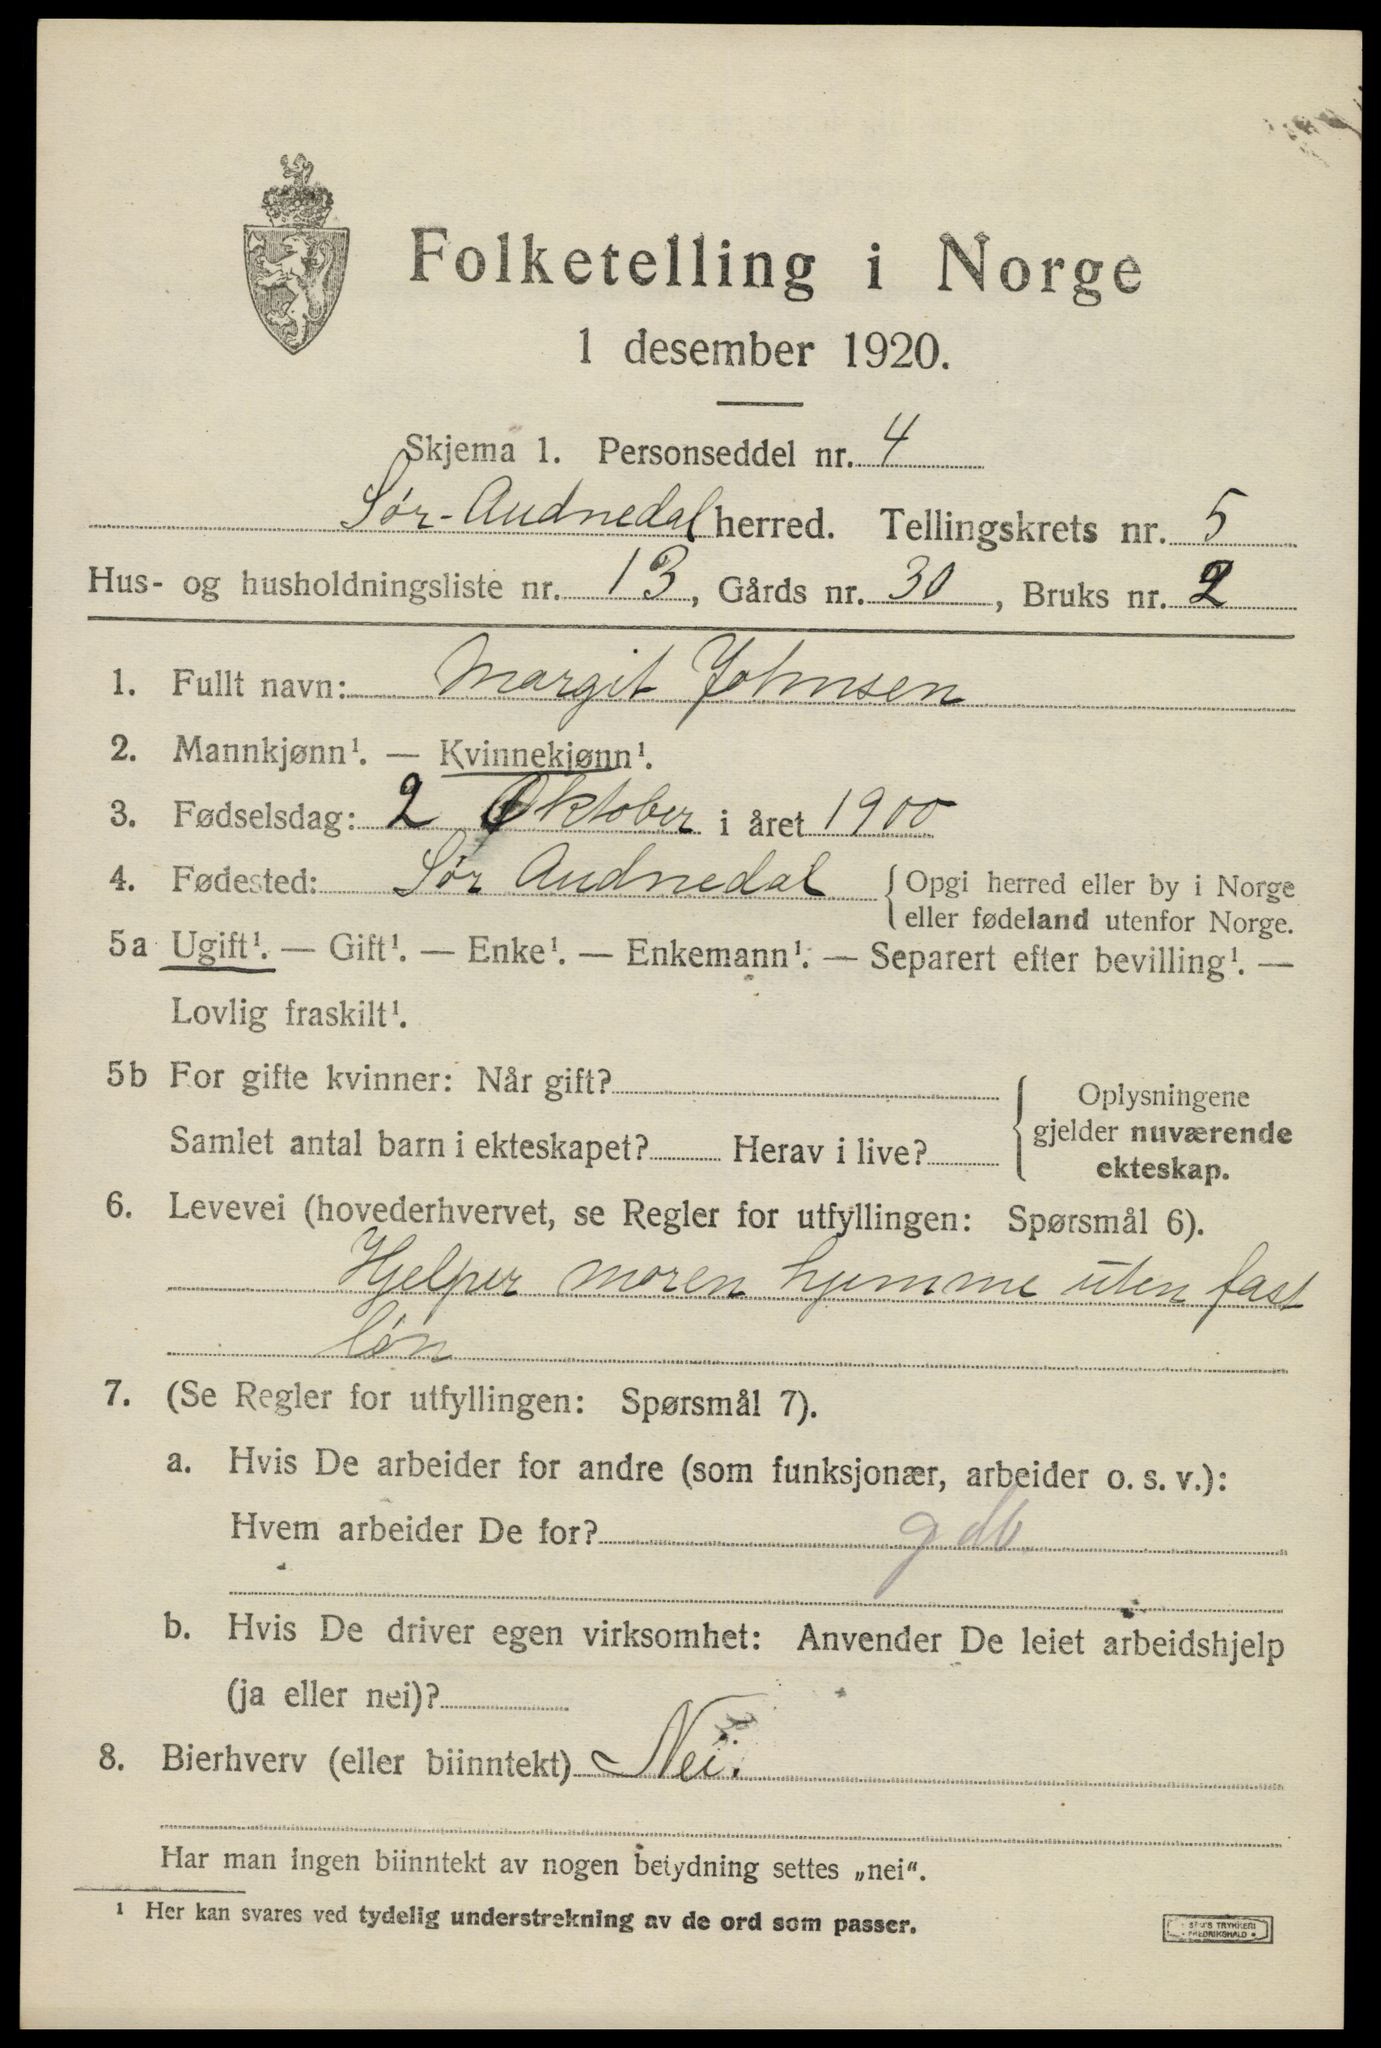 Folketelling i Norge
1 desember 1920.
Skjema 1. Personseddel nr. 4
Sør-Audnedal herred. Tellingskrets nr. 5
Hus- og husholdningsliste nr. 13, Gårds nr. 30, Bruks nr. 2
1. Fullt navn: Margit Johnsen
2. Mannkjønn¹. — Kvinnekjønn¹.
3. Fødselsdag: 2 Oktober i året 1900
4. Fødested: Sør Audnedal { Opgi herred eller by i Norge
eller fødeland utenfor Norge.
5a Ugift¹. — Gift¹. — Enke¹. — Enkemann¹. — Separert efter bevilling¹. —
Lovlig fraskilt¹.
5b For gifte kvinner: Når gift?
Samlet antal barn i ekteskapet? Herav i live?
{ Oplysningene
gjelder nuværende
ekteskap.
6. Levevei (hovederhvervet, se Regler for utfyllingen: Spørsmål 6).
Hjelper moren hjemme uten fast
løn
7. (Se Regler for utfyllingen: Spørsmål 7).
a. Hvis De arbeider for andre (som funksjonær, arbeider o. s. v.):
Hvem arbeider De for? gdb.
b. Hvis De driver egen virksomhet: Anvender De leiet arbeidshjelp
(ja eller nei)?
8. Bierhverv (eller biinntekt) Nei.
Har man ingen biinntekt av nogen betydning settes „nei“.
¹ Her kan svares ved tydelig understrekning av de ord som passer.
TRYKKERI
FREDRIKSHALD